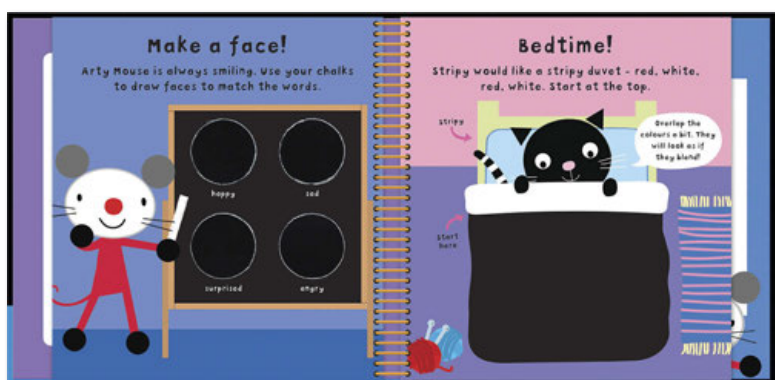 Make a face!
Arty Mouse is always smiling. Use your chalks
to draw faces to match the words.
happy
sad
surprised
angry
Bedtime!
Stripy would like a stripy duvet - red, white,
red, white. Start at the top.
Stripy
Overlap the
colours a bit. They
will look as if
they blend!
Start
here